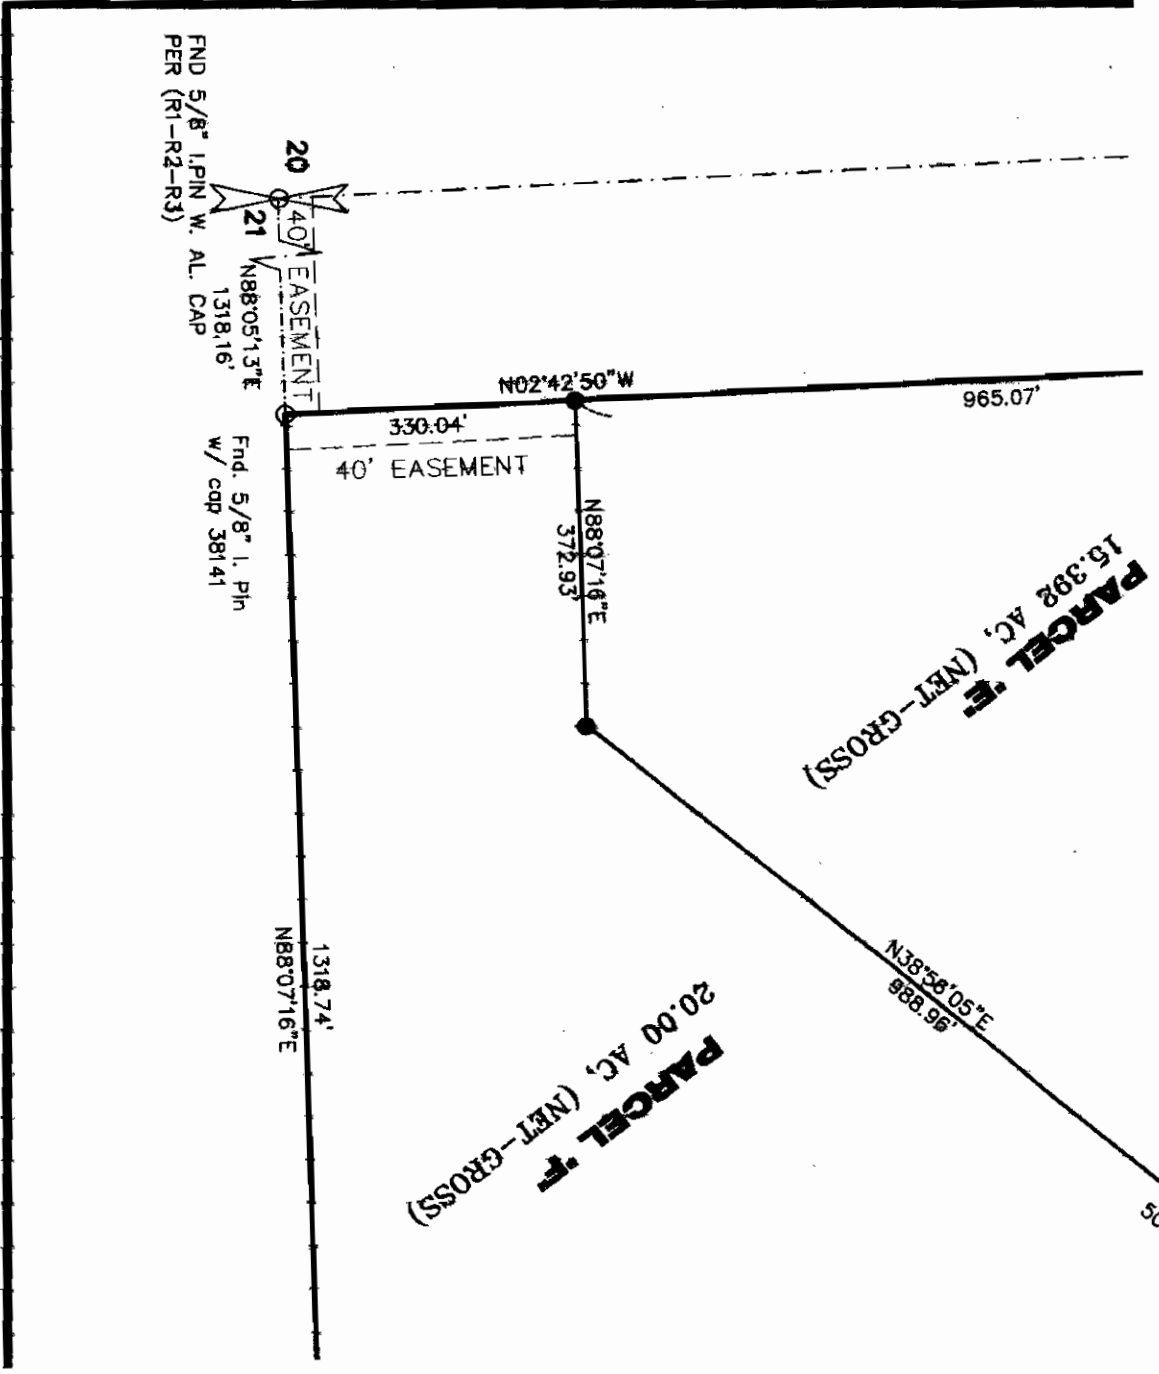 FND 5/8" I.PIN W. AL. CAP
PER (R1-R2-R3)
20
21
40' EASEMENT
N88°05'13"E
1318.16'
N02°42'50"W
330.04'
965.07'
40' EASEMENT
Fnd. 5/8" I. Pin
w/ cap 38141
N88°07'16"E
372.93'
PARCEL "E"
15.392 AC, (NET-GROSS)
N38°56'05"E
988.96'
1318.74'
N88°07'16"E
PARCEL "F"
20.00 AC, (NET-GROSS)